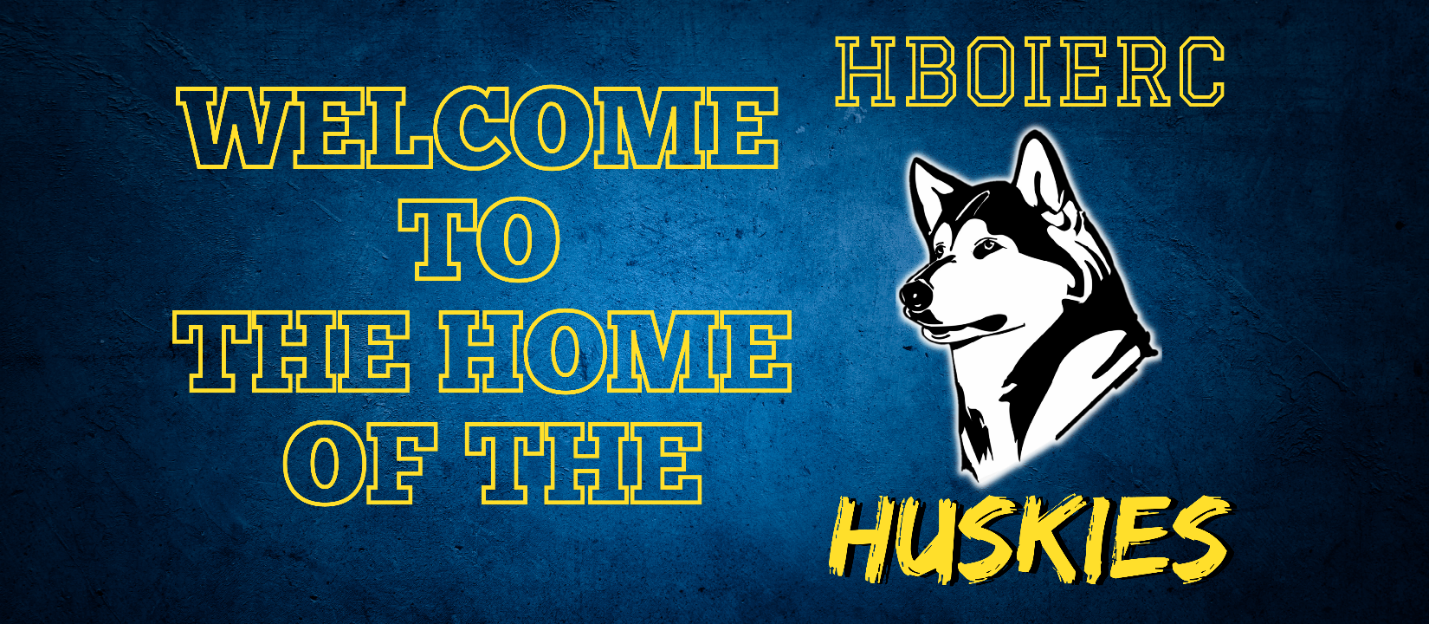 WELCOME
TO
THE HOME
OF THE
HBOIERC
HUSKIES